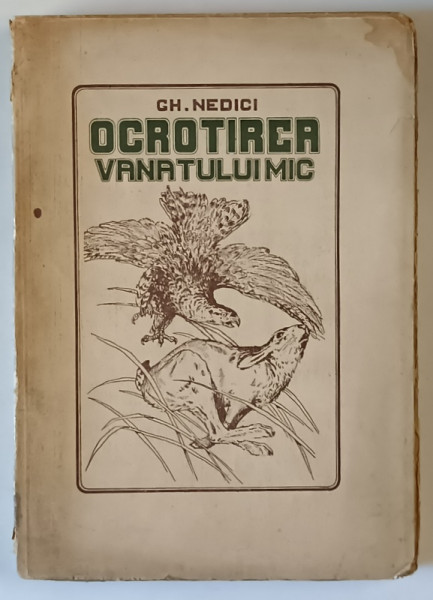 GH. NEDICI
OCROTIREA
VANATULUI MIC